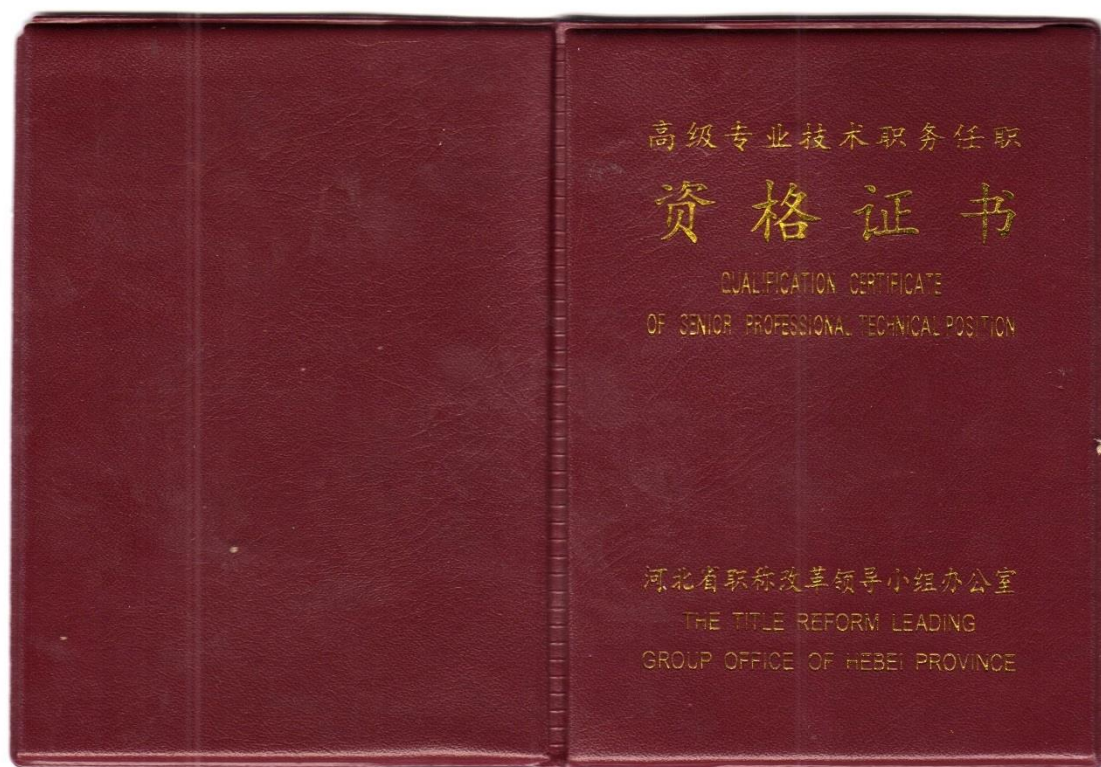 高级专业技术职务任职
资格证书
QUALIFICATION CERTIFICATE
OF SENIOR PROFESSIONAL TECHNICAL POSITION
河北省职称改革领导小组办公室
THE TITLE REFORM LEADING
GROUP OFFICE OF HEBEI PROVINCE